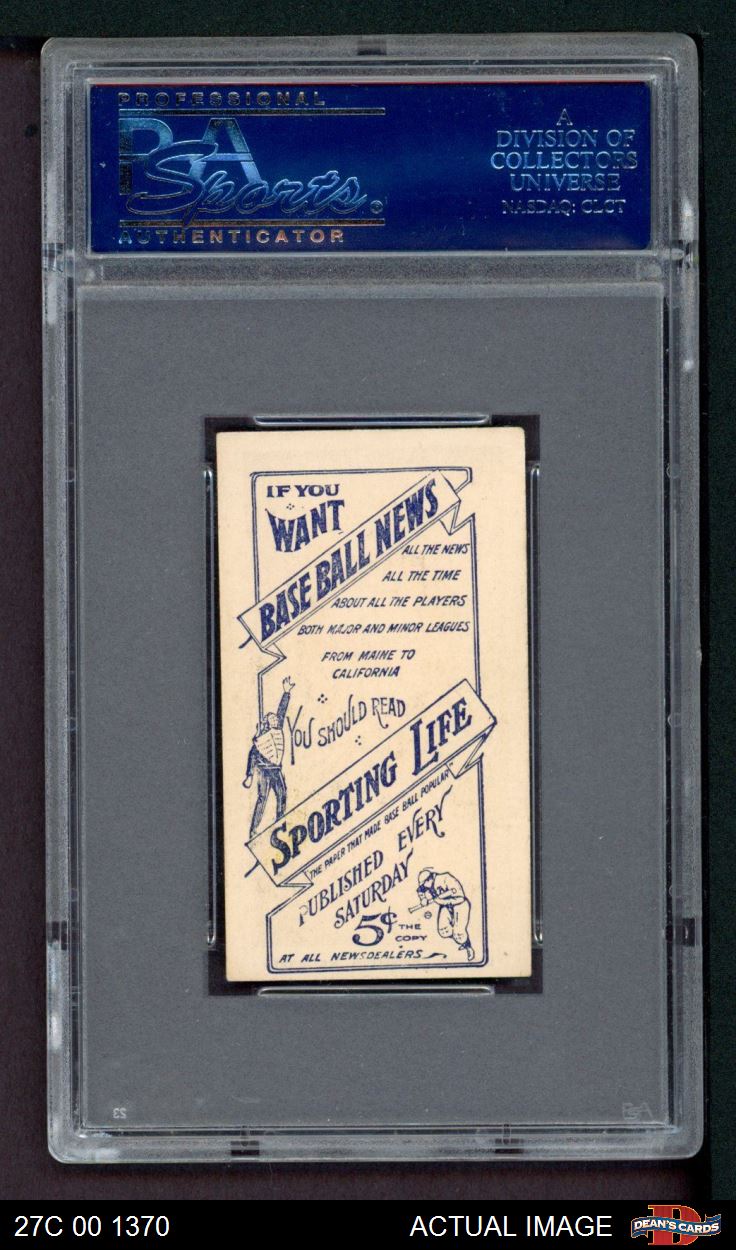 PROFESSIONAL
PSA
Sports
AUTHENTICATOR
A
DIVISION OF
COLLECTORS
UNIVERSE
NASDAQ: CLCT
IF YOU
WANT
BASE BALL NEWS
ALL THE NEWS
ALL THE TIME
ABOUT ALL THE PLAYERS
BOTH MAJOR AND MINOR LEAGUES
FROM MAINE TO
CALIFORNIA
YOU SHOULD READ
SPORTING LIFE
"THE PAPER THAT MADE BASE BALL POPULAR"
PUBLISHED EVERY
SATURDAY
5¢ THE
COPY
AT ALL NEWSDEALERS
23
PSA
27C 00 1370
ACTUAL IMAGE
D
DEAN'S CARDS